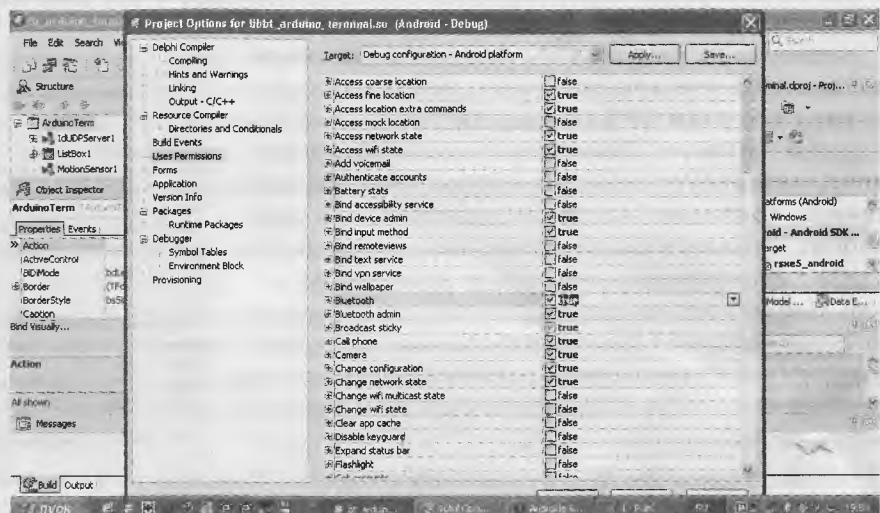 Project Options for
(Android - Debug)
File Edit Search
Structure
ArduinoTerm
IdUDPServer1
ListBox1
MotionSensor1
Object Inspector
ArduinoTerm
Properties Events
Action
ActiveControl
BiDiMode
Border
BorderStyle
Caption
Bind Visually...
Action
All shown
Messages
Build Output
Delphi Compiler
Compiling
Hints and Warnings
Linking
Output - C/C++
Resource Compiler
Directories and Conditionals
Build Events
Uses Permissions
Forms
Application
Version Info
Packages
Runtime Packages
Debugger
Symbol Tables
Environment Block
Provisioning
Target: Debug configuration - Android platform Apply... Save...
Access coarse location false
Access fine location true
Access location extra commands true
Access mock location false
Access network state true
Access wifi state true
Add voicemail false
Authenticate accounts false
Battery stats false
Bind accessibility service false
Bind device admin true
Bind input method true
Bind remoteviews false
Bind text service false
Bind vpn service false
Bind wallpaper false
Bluetooth true
Bluetooth admin true
Broadcast sticky true
Call phone true
Camera true
Change configuration true
Change network state true
Change wifi multicast state false
Change wifi state false
Clear app cache false
Disable keyguard false
Expand status bar false
Flashlight false
minal.dproj - Proj...
atforms (Android)
Windows
oid - Android SDK ...
arget
rsxe5_android
Model ... Data E...
пуск